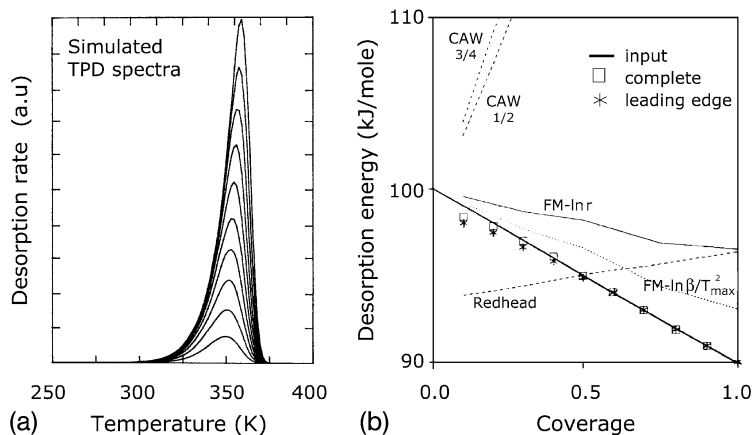 Simulated
TPD spectra
Desorption rate (a.u)
250 300 350 400
Temperature (K)
(a)
110
100
90
Desorption energy (kJ/mole)
CAW
3/4
CAW
1/2
input
complete
leading edge
FM-lnr
FM-lnβ/T²max
Redhead
0.0 0.5 1.0
Coverage
(b)